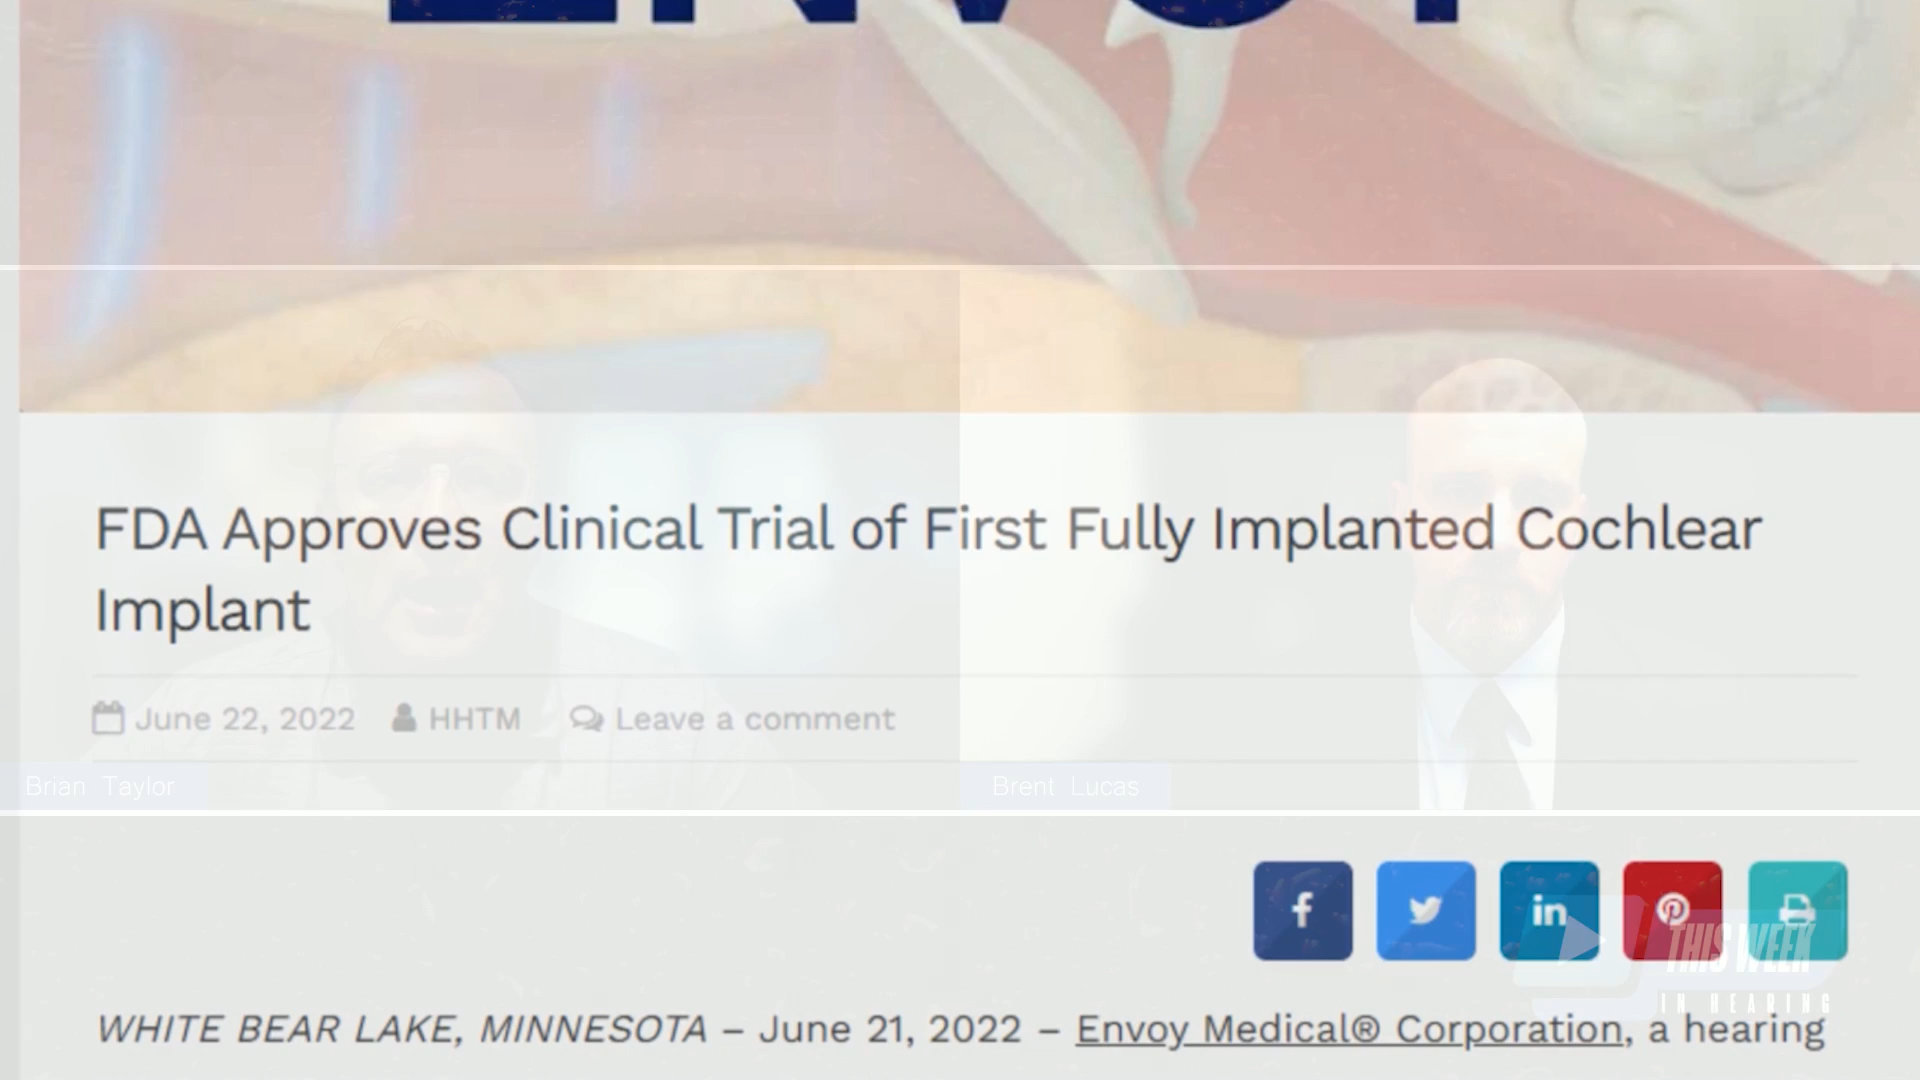 ENVOY
FDA Approves Clinical Trial of First Fully Implanted Cochlear
Implant
June 22, 2022 HHTM Leave a comment
Brian Taylor
Brent Lucas
THIS WEEK
IN HEARING
WHITE BEAR LAKE, MINNESOTA – June 21, 2022 – Envoy Medical® Corporation, a hearing